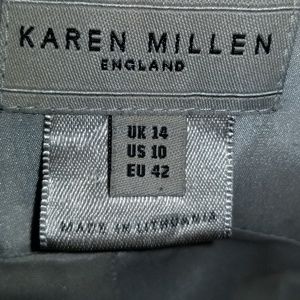 KAREN MILLEN
ENGLAND
UK 14
US 10
EU 42
MADE IN LITHUANIA